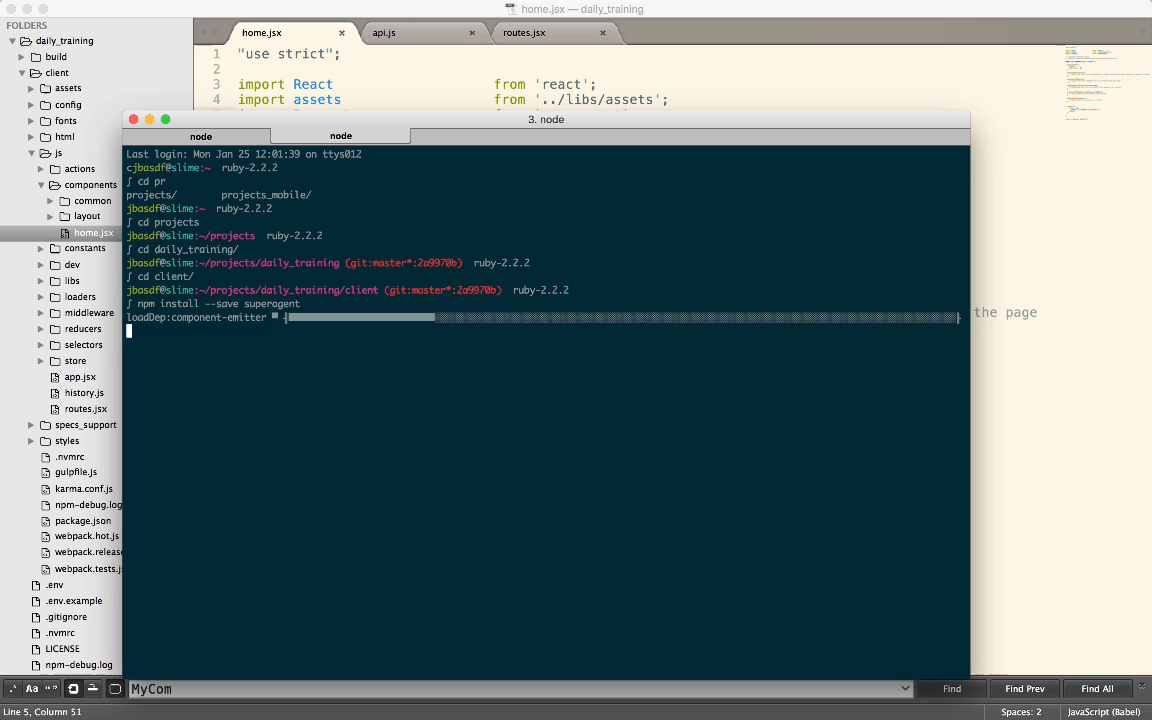 home.jsx — daily_training
FOLDERS
daily_training
build
client
assets
config
fonts
html
js
actions
components
common
layout
home.jsx
constants
dev
libs
loaders
middleware
reducers
selectors
store
app.jsx
history.js
routes.jsx
specs_support
styles
.nvmrc
gulpfile.js
karma.conf.js
npm-debug.log
package.json
webpack.hot.js
webpack.release
webpack.tests.j
.env
.env.example
.gitignore
.nvmrc
LICENSE
npm-debug.log
home.jsx × api.js × routes.jsx ×
1 "use strict";
2
3 import React from 'react';
4 import assets from '../libs/assets';
the page
3. node
node node
Last login: Mon Jan 25 12:01:39 on ttys012
cjbasdf@slime:~ ruby-2.2.2
∫ cd pr
projects/ projects_mobile/
jbasdf@slime:~ ruby-2.2.2
∫ cd projects
jbasdf@slime:~/projects ruby-2.2.2
∫ cd daily_training/
jbasdf@slime:~/projects/daily_training (git:master*:2a9970b) ruby-2.2.2
∫ cd client/
jbasdf@slime:~/projects/daily_training/client (git:master*:2a9970b) ruby-2.2.2
∫ npm install --save superagent
loadDep:component-emitter
.* Aa “” MyCom Find Find Prev Find All
Line 5, Column 51 Spaces: 2 JavaScript (Babel)